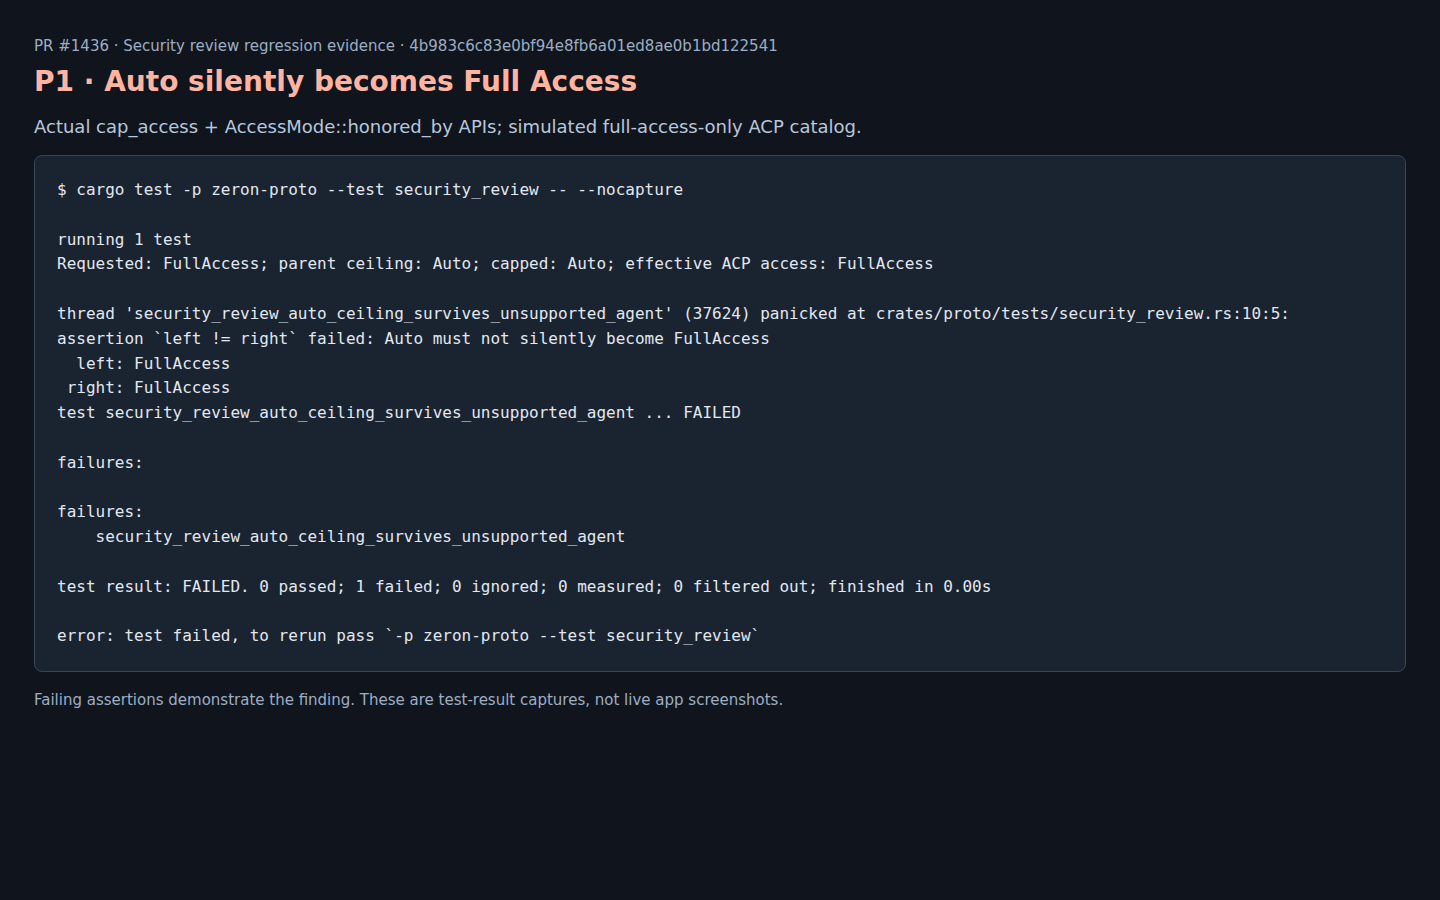 PR #1436 · Security review regression evidence · 4b983c6c83e0bf94e8fb6a01ed8ae0b1bd122541
P1 · Auto silently becomes Full Access
Actual cap_access + AccessMode::honored_by APIs; simulated full-access-only ACP catalog.
$ cargo test -p zeron-proto --test security_review -- --nocapture
running 1 test
Requested: FullAccess; parent ceiling: Auto; capped: Auto; effective ACP access: FullAccess
thread 'security_review_auto_ceiling_survives_unsupported_agent' (37624) panicked at crates/proto/tests/security_review.rs:10:5:
assertion `left != right` failed: Auto must not silently become FullAccess
  left: FullAccess
 right: FullAccess
test security_review_auto_ceiling_survives_unsupported_agent ... FAILED
failures:
failures:
    security_review_auto_ceiling_survives_unsupported_agent
test result: FAILED. 0 passed; 1 failed; 0 ignored; 0 measured; 0 filtered out; finished in 0.00s
error: test failed, to rerun pass `-p zeron-proto --test security_review`
Failing assertions demonstrate the finding. These are test-result captures, not live app screenshots.